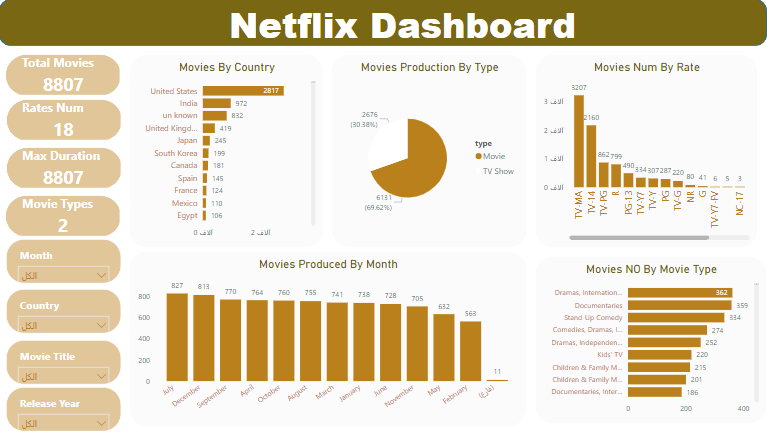 Netflix Dashboard
Total Movies
8807
Rates Num
18
Max Duration
8807
Movie Types
2
Month
الكل
Country
الكل
Movie Title
الكل
Release Year
الكل
Movies By Country
United States 2817
India 972
un known 832
United Kingd... 419
Japan 245
South Korea 199
Canada 181
Spain 145
France 124
Mexico 110
Egypt 106
0 الاف 2 الاف
Movies Production By Type
2676
(30.38%)
6131
(69.62%)
type
Movie
TV Show
Movies Num By Rate
3 الاف
2 الاف
1 الاف
0 الاف
3207 2160 862 799 490 334 307 287 220 80 41 6 5 3
TV-MA TV-14 TV-PG R PG-13 TV-Y7 TV-Y PG TV-G NR G TV-Y7-FV NC-17
Movies Produced By Month
800
600
400
200
0
827 813 770 764 760 755 741 738 728 705 632 563 11
July December September April October August March January June November May February (فارغ)
Movies NO By Movie Type
Dramas, Internation... 362
Documentaries 359
Stand-Up Comedy 334
Comedies, Dramas, I... 274
Dramas, Independen... 252
Kids' TV 220
Children & Family M... 215
Children & Family M... 201
Documentaries, Inter... 186
0 200 400